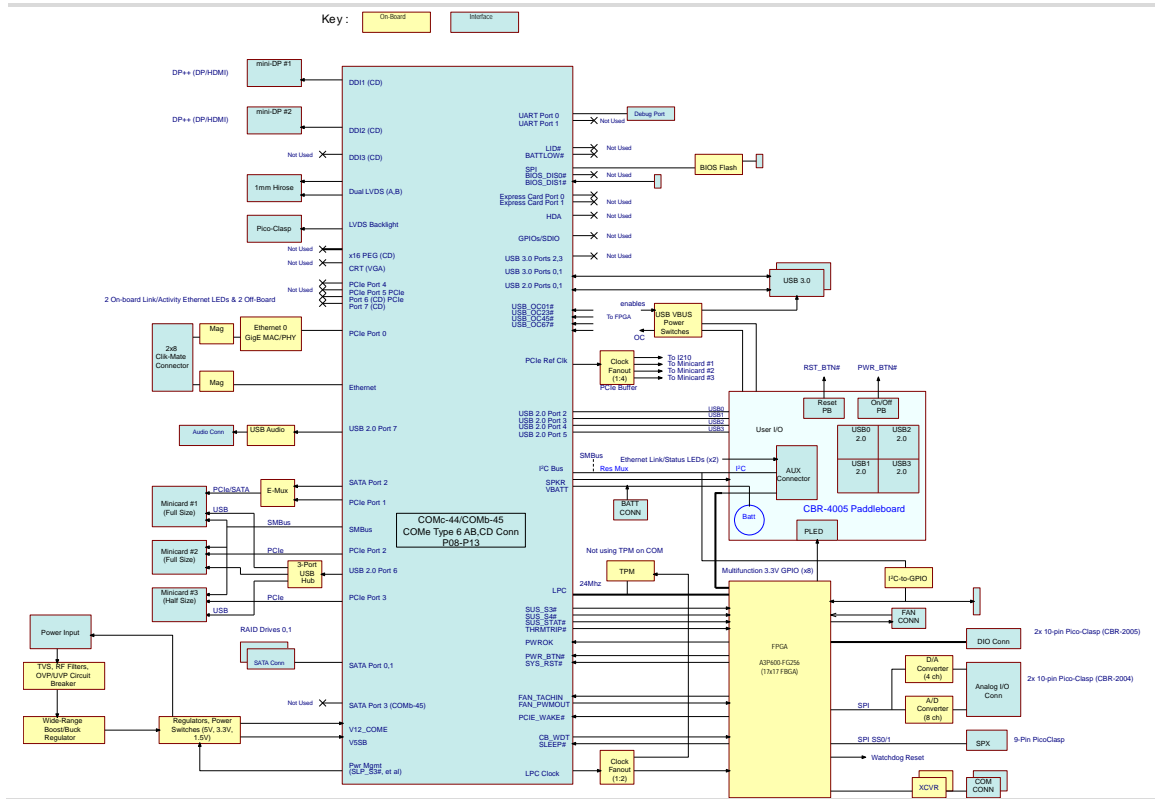 Key :
On-Board
Interface
mini-DP #1
DP++ (DP/HDMI)
DDI1 (CD)
mini-DP #2
DP++ (DP/HDMI)
DDI2 (CD)
Not Used
DDI3 (CD)
1mm Hirose
Dual LVDS (A,B)
Pico-Clasp
LVDS Backlight
Not Used
x16 PEG (CD)
Not Used
CRT (VGA)
PCIe Port 4
Not Used
PCIe Port 5 PCIe
Port 6 (CD) PCIe
Port 7 (CD)
2 On-board Link/Activity Ethernet LEDs & 2 Off-Board
2x8
Clik-Mate
Connector
Mag
Ethernet 0
GigE MAC/PHY
PCIe Port 0
Mag
Ethernet
Audio Conn
USB Audio
USB 2.0 Port 7
SATA Port 2
PCIe/SATA
E-Mux
Minicard #1
(Full Size)
USB
PCIe Port 1
SMBus
SMBus
Minicard #2
(Full Size)
PCIe
PCIe Port 2
3-Port
USB
Hub
USB 2.0 Port 6
Minicard #3
(Half Size)
PCIe
PCIe Port 3
USB
RAID Drives 0,1
SATA Conn
SATA Port 0,1
Power Input
TVS, RF Filters,
OVP/UVP Circuit
Breaker
Wide-Range
Boost/Buck
Regulator
Regulators, Power
Switches (5V, 3.3V,
1.5V)
Not Used
SATA Port 3 (COMb-45)
V12_COME
V5SB
Pwr Mgmt
(SLP_S3#, et al)
COMc-44/COMb-45
COMe Type 6 AB,CD Conn
P08-P13
UART Port 0
Debug Port
UART Port 1
Not Used
LID#
Not Used
BATTLOW#
SPI
BIOS Flash
BIOS_DIS0#
Not Used
BIOS_DIS1#
Express Card Port 0
Express Card Port 1
Not Used
HDA
Not Used
GPIOs/SDIO
Not Used
USB 3.0 Ports 2,3
Not Used
USB 3.0 Ports 0,1
USB 2.0 Ports 0,1
USB 3.0
USB_OC01#
USB_OC23#
USB_OC45#
USB_OC67#
enables
To FPGA
OC
USB VBUS
Power
Switches
PCIe Ref Clk
Clock
Fanout
(1:4)
PCIe Buffer
To I210
To Minicard #1
To Minicard #2
To Minicard #3
RST_BTN#
PWR_BTN#
Reset
PB
On/Off
PB
USB 2.0 Port 2
USB 2.0 Port 3
USB 2.0 Port 4
USB 2.0 Port 5
USB0
USB1
USB2
USB3
User I/O
USB0
2.0
USB2
2.0
USB1
2.0
USB3
2.0
SMBus
Ethernet Link/Status LEDs (x2)
I²C Bus
Res Mux
I²C
AUX
Connector
SPKR
VBATT
BATT
CONN
Batt
CBR-4005 Paddleboard
PLED
Not using TPM on COM
Multifunction 3.3V GPIO (x8)
TPM
I²C-to-GPIO
LPC
24Mhz
SUS_S3#
SUS_S4#
SUS_STAT#
THRMTRIP#
FAN
CONN
PWROK
PWR_BTN#
SYS_RST#
FPGA
A3P600-FG256
(17x17 FBGA)
DIO Conn
2x 10-pin Pico-Clasp (CBR-2005)
D/A
Converter
(4 ch)
Analog I/O
Conn
2x 10-pin Pico-Clasp (CBR-2004)
SPI
A/D
Converter
(8 ch)
FAN_TACHIN
FAN_PWMOUT
PCIE_WAKE#
CB_WDT
SLEEP#
SPI SS0/1
SPX
9-Pin PicoClasp
Watchdog Reset
LPC Clock
Clock
Fanout
(1:2)
XCVR
COM
CONN